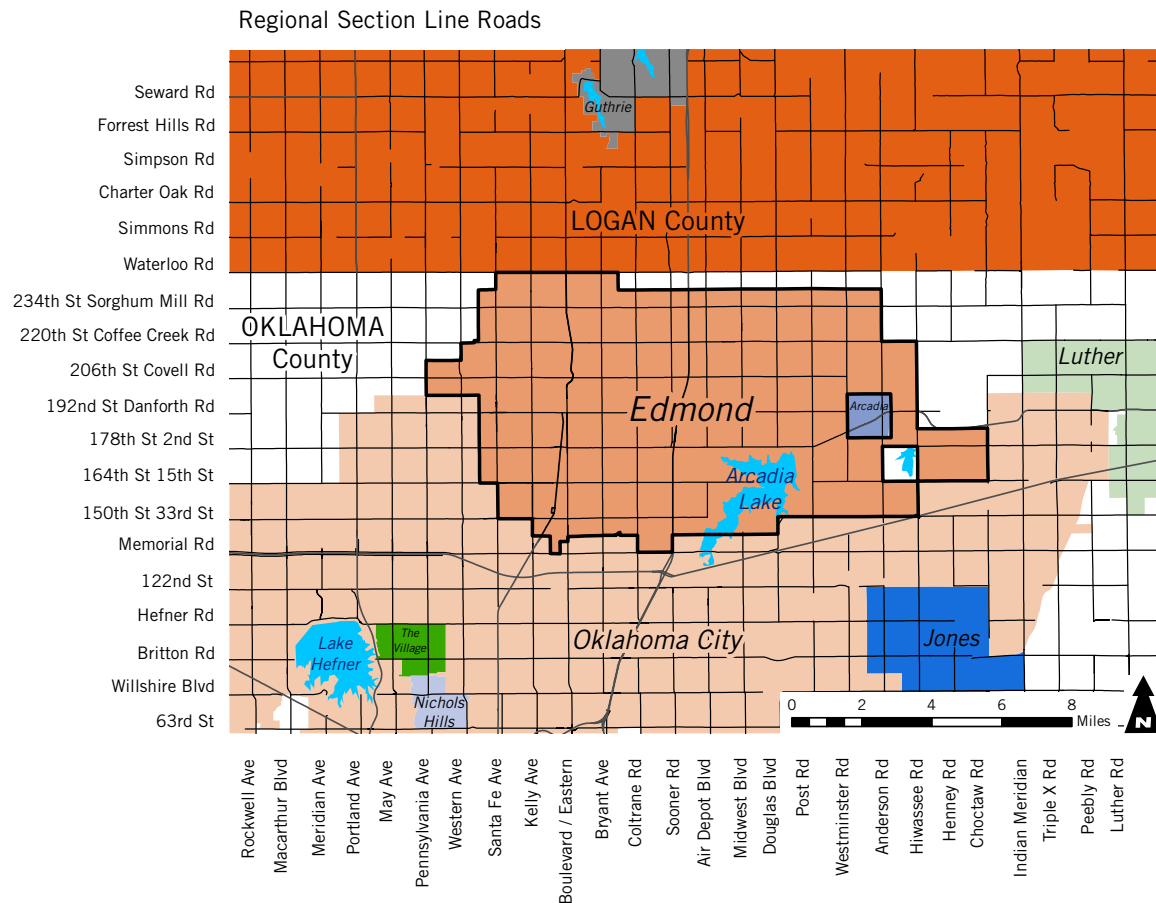 Regional Section Line Roads
Seward Rd
Forrest Hills Rd
Simpson Rd
Charter Oak Rd
Simmons Rd
Waterloo Rd
234th St Sorghum Mill Rd
220th St Coffee Creek Rd
206th St Covell Rd
192nd St Danforth Rd
178th St 2nd St
164th St 15th St
150th St 33rd St
Memorial Rd
122nd St
Hefner Rd
Britton Rd
Willshire Blvd
63rd St
Guthrie
LOGAN County
OKLAHOMA
County
Luther
Edmond
Arcadia
Arcadia
Lake
Oklahoma City
Jones
The
Village
Lake
Hefner
Nichols
Hills
0 2 4 6 8
Miles
N
Rockwell Ave
Macarthur Blvd
Meridian Ave
Portland Ave
May Ave
Pennsylvania Ave
Western Ave
Santa Fe Ave
Kelly Ave
Boulevard / Eastern
Bryant Ave
Coltrane Rd
Sooner Rd
Air Depot Blvd
Midwest Blvd
Douglas Blvd
Post Rd
Westminster Rd
Anderson Rd
Hiwassee Rd
Henney Rd
Choctaw Rd
Indian Meridian
Triple X Rd
Peebly Rd
Luther Rd